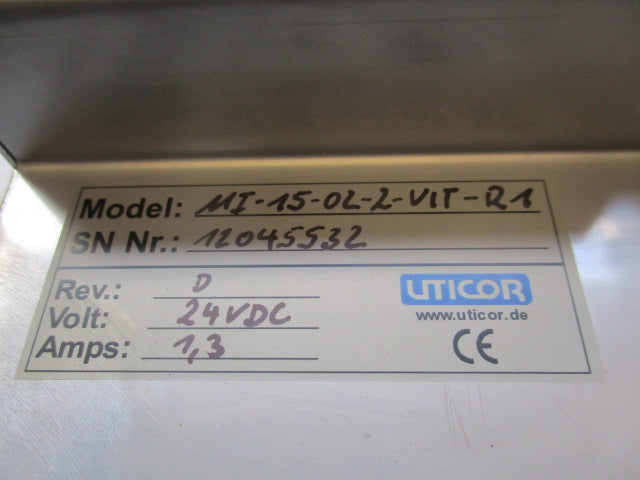 Model: MI-15-02-2-VIT-R1
SN Nr.: 12045532
Rev.: D
Volt: 24VDC
Amps: 1,3
UTICOR
www.uticor.de
CE